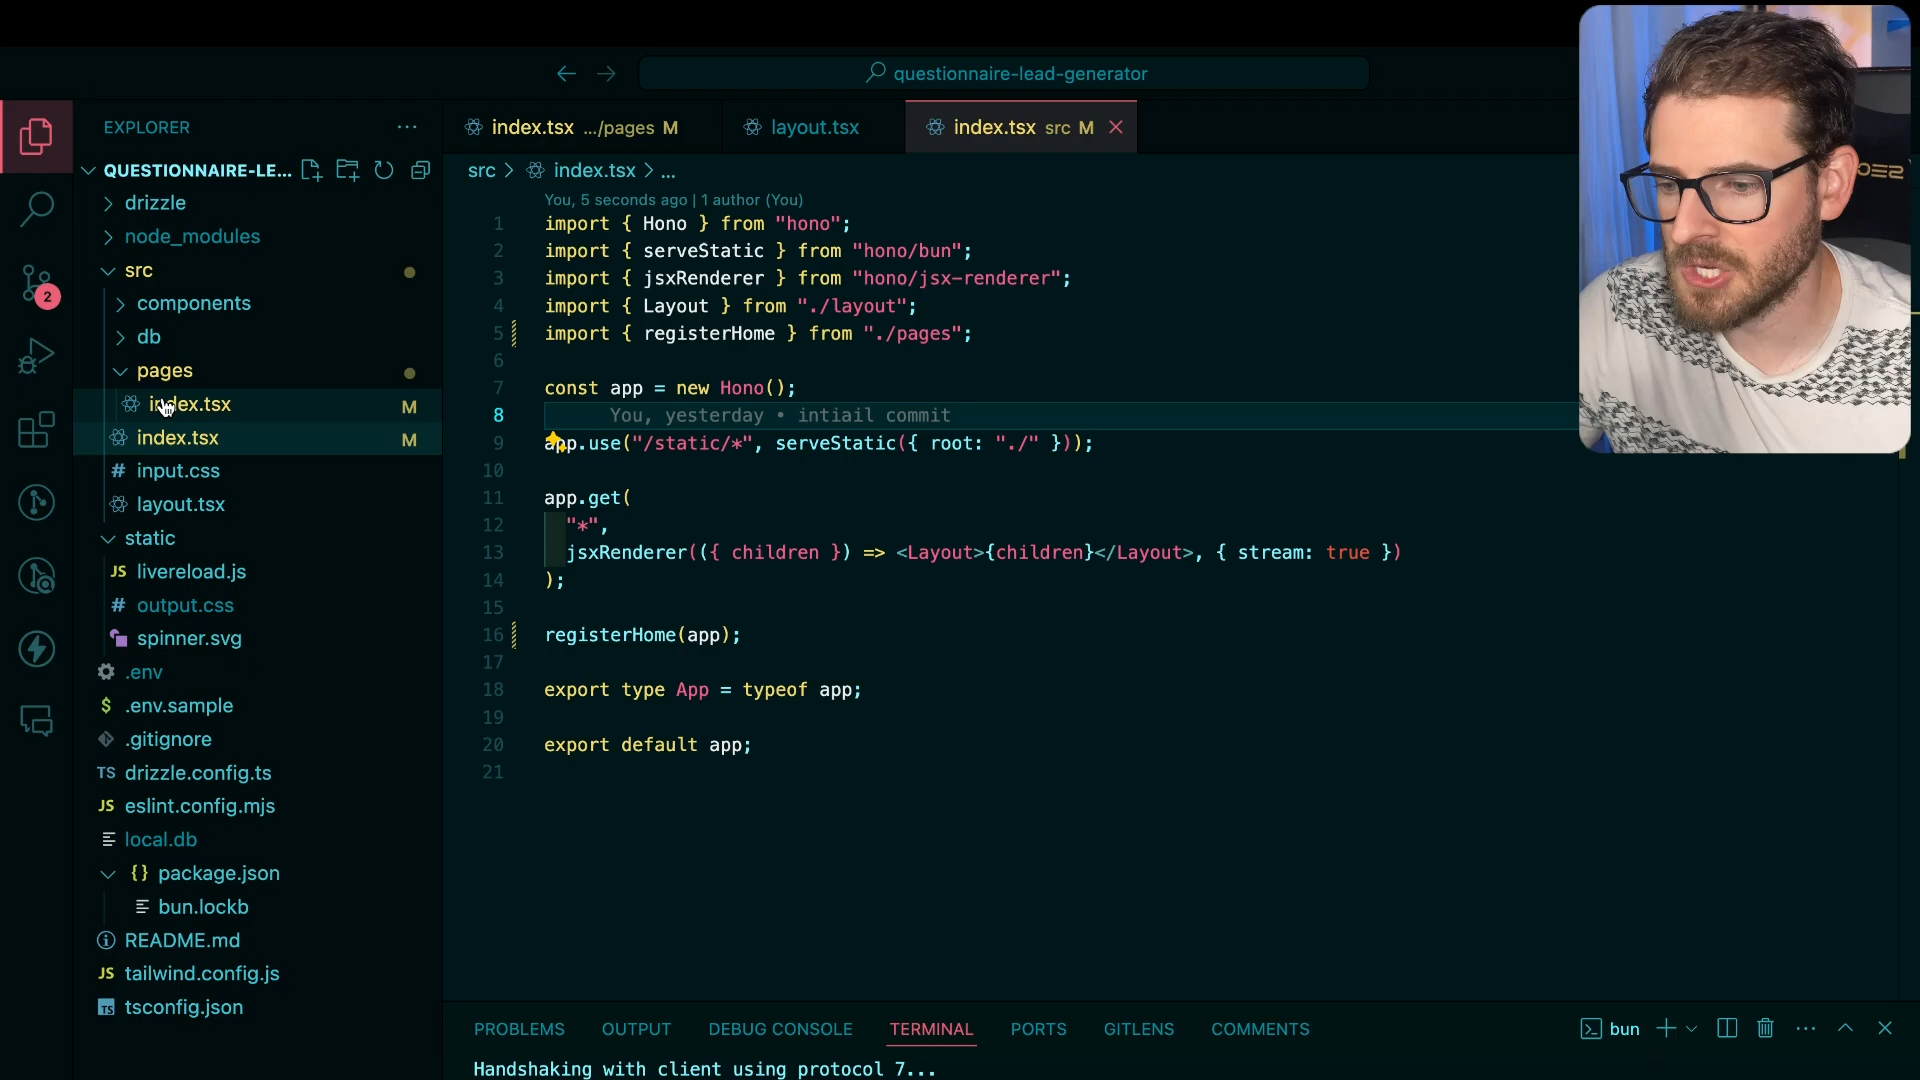 questionnaire-lead-generator
EXPLORER
QUESTIONNAIRE-LE...
drizzle
node_modules
src
components
db
pages
index.tsx M
index.tsx M
# input.css
layout.tsx
static
JS livereload.js
# output.css
spinner.svg
.env
$ .env.sample
.gitignore
TS drizzle.config.ts
JS eslint.config.mjs
local.db
{} package.json
bun.lockb
README.md
JS tailwind.config.js
TS tsconfig.json
2
index.tsx .../pages M
layout.tsx
index.tsx src M
src > index.tsx > ...
You, 5 seconds ago | 1 author (You)
1 import { Hono } from "hono";
2 import { serveStatic } from "hono/bun";
3 import { jsxRenderer } from "hono/jsx-renderer";
4 import { Layout } from "./layout";
5 import { registerHome } from "./pages";
6
7 const app = new Hono();
8 You, yesterday • intiail commit
9 app.use("/static/*", serveStatic({ root: "./" }));
10
11 app.get(
12 "*",
13 jsxRenderer(({ children }) => <Layout>{children}</Layout>, { stream: true })
14 );
15
16 registerHome(app);
17
18 export type App = typeof app;
19
20 export default app;
21
PROBLEMS OUTPUT DEBUG CONSOLE TERMINAL PORTS GITLENS COMMENTS
bun
Handshaking with client using protocol 7...